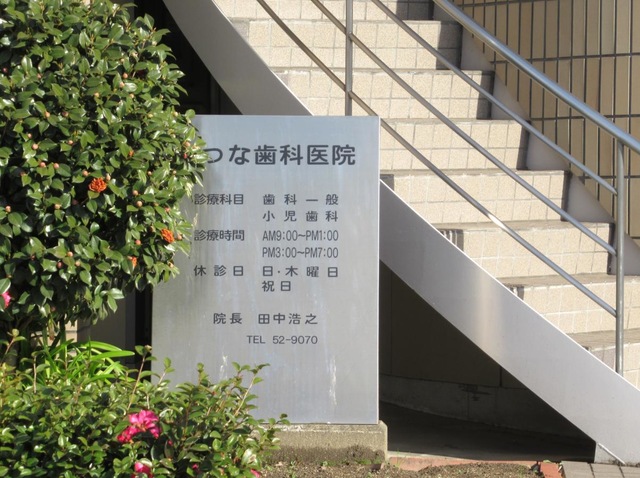 つな歯科医院
診療科目 歯科一般
小児歯科
診療時間 AM9:00~PM1:00
PM3:00~PM7:00
休診日 日・木曜日
祝日
院長 田中浩之
TEL 52-9070